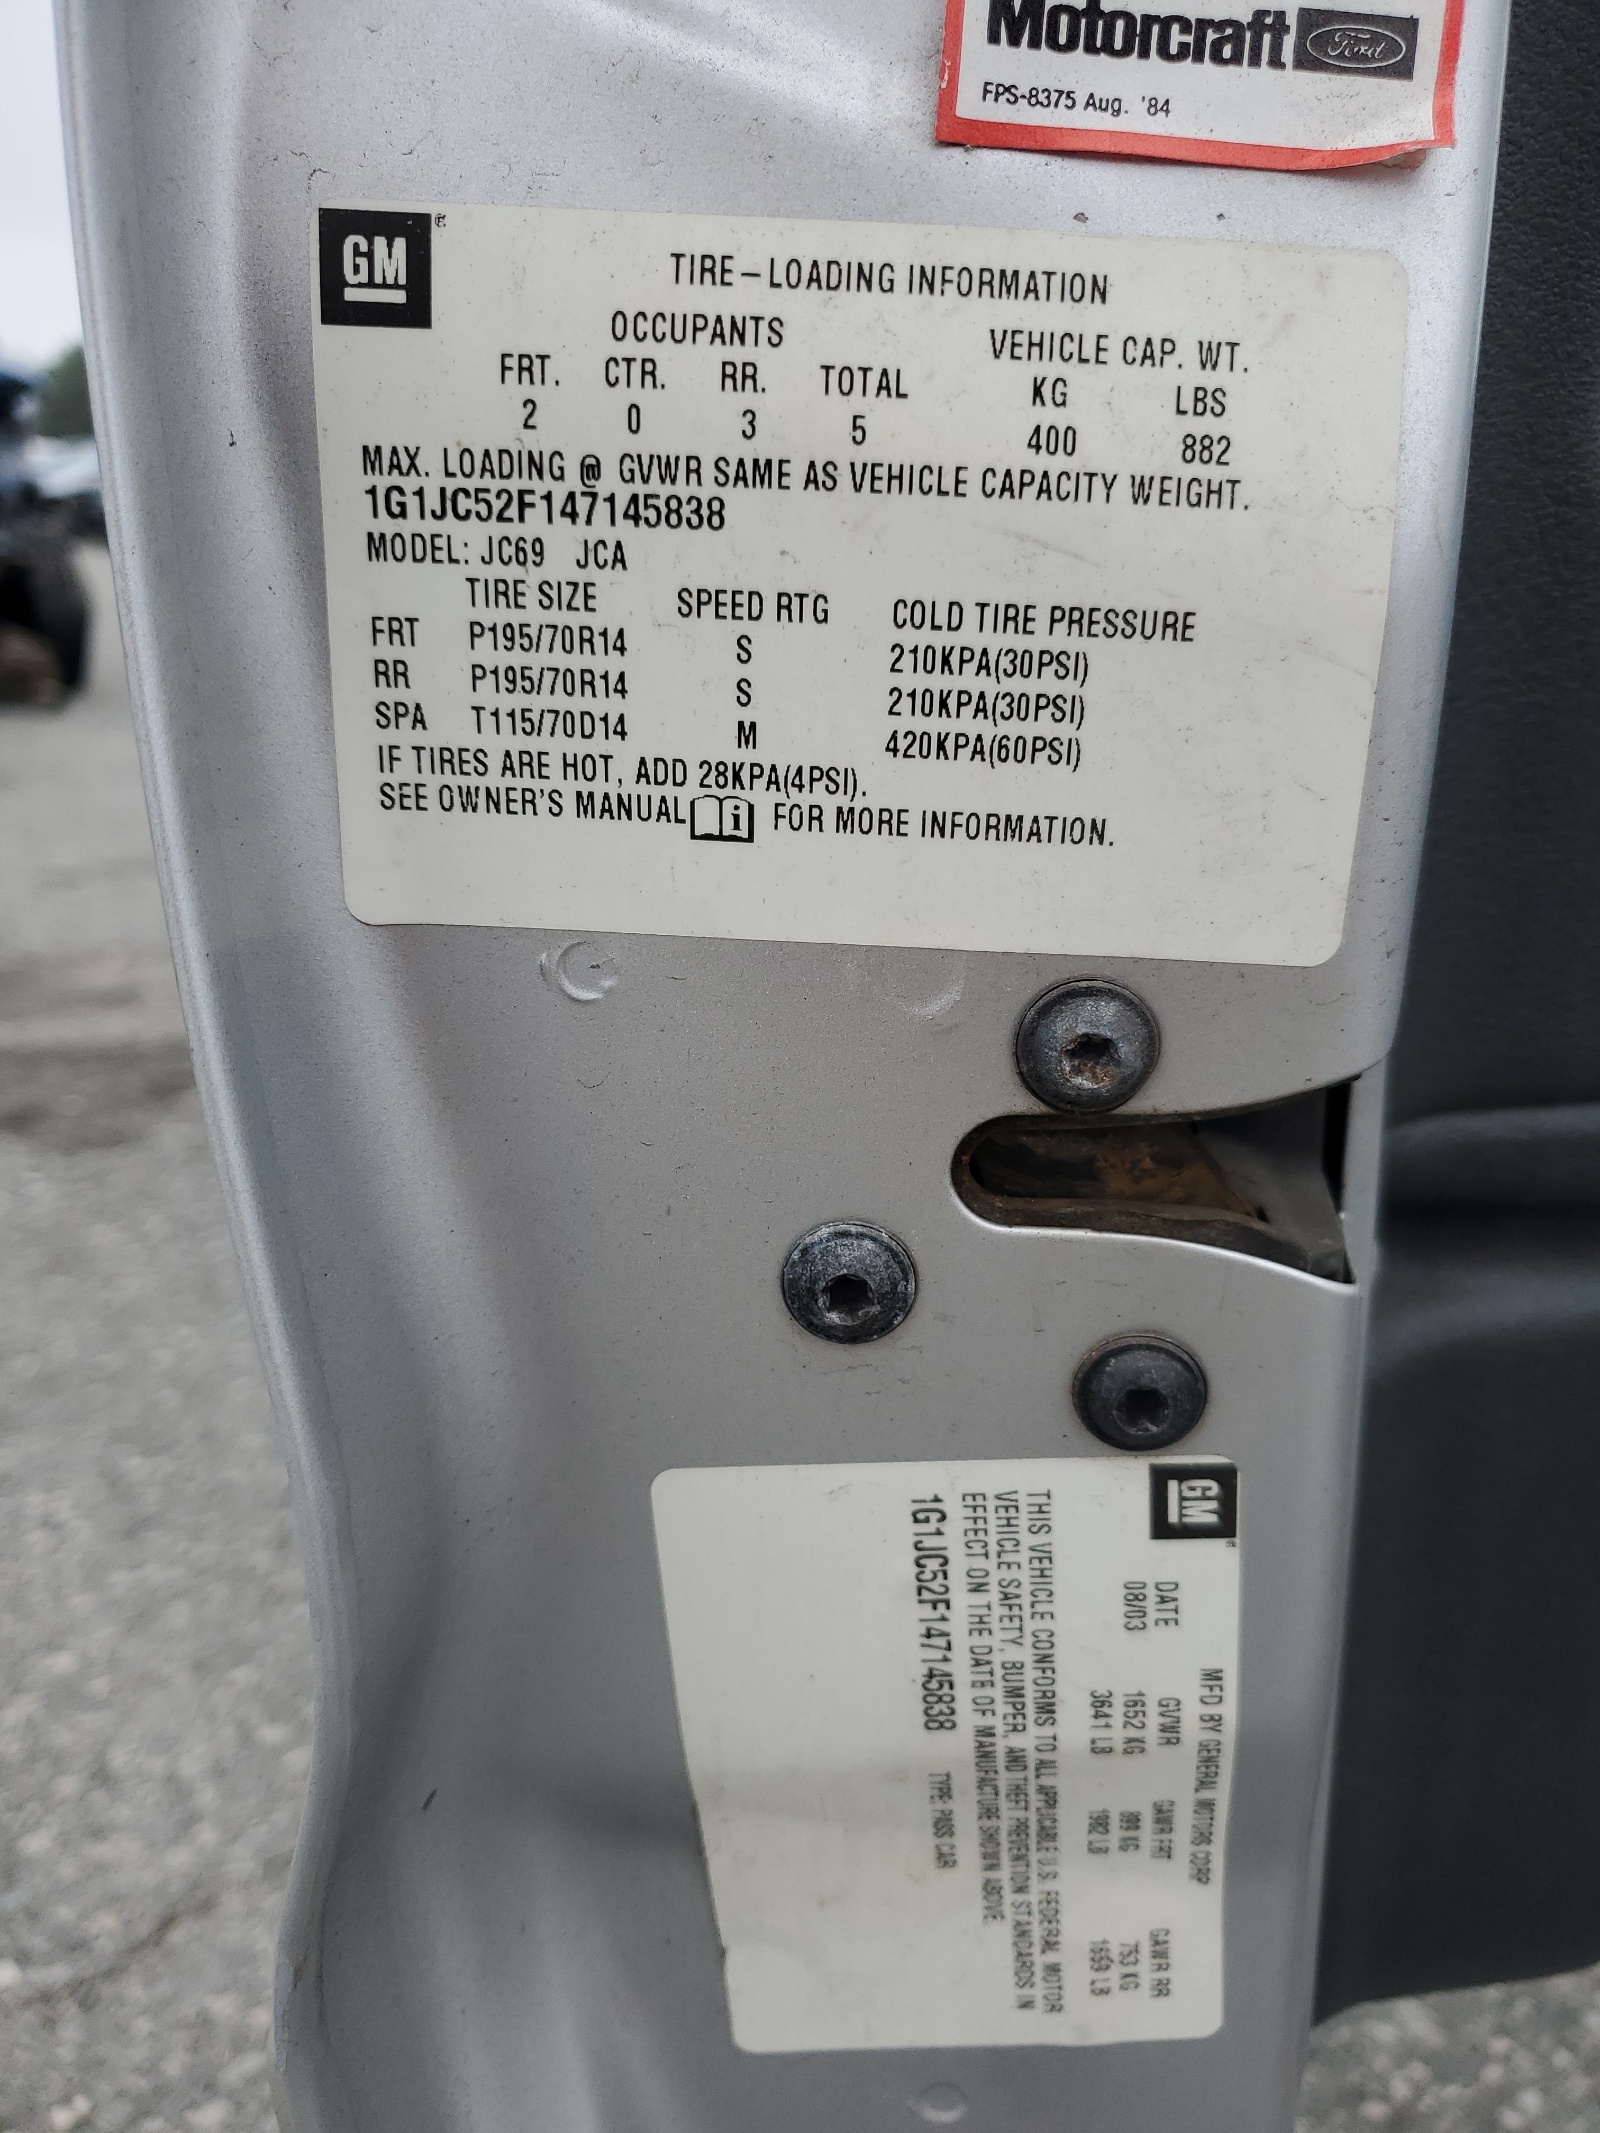 Motorcraft Ford
FPS-8375 Aug. '84
GM
TIRE-LOADING INFORMATION
OCCUPANTS VEHICLE CAP. WT.
FRT. CTR. RR. TOTAL KG LBS
2 0 3 5 400 882
MAX. LOADING @ GVWR SAME AS VEHICLE CAPACITY WEIGHT.
1G1JC52F147145838
MODEL: JC69 JCA
TIRE SIZE SPEED RTG COLD TIRE PRESSURE
FRT P195/70R14 S 210KPA(30PSI)
RR P195/70R14 S 210KPA(30PSI)
SPA T115/70D14 M 420KPA(60PSI)
IF TIRES ARE HOT, ADD 28KPA(4PSI).
SEE OWNER'S MANUAL i FOR MORE INFORMATION.
GM
MFD BY GENERAL MOTORS CORP
DATE GVWR GAWR FRT GAWR RR
08/03 1652 KG 899 KG 753 KG
3641 LB 1982 LB 1659 LB
THIS VEHICLE CONFORMS TO ALL APPLICABLE U.S. FEDERAL MOTOR
VEHICLE SAFETY, BUMPER, AND THEFT PREVENTION STANDARDS IN
EFFECT ON THE DATE OF MANUFACTURE SHOWN ABOVE.
1G1JC52F147145838 TYPE: PASS CAR